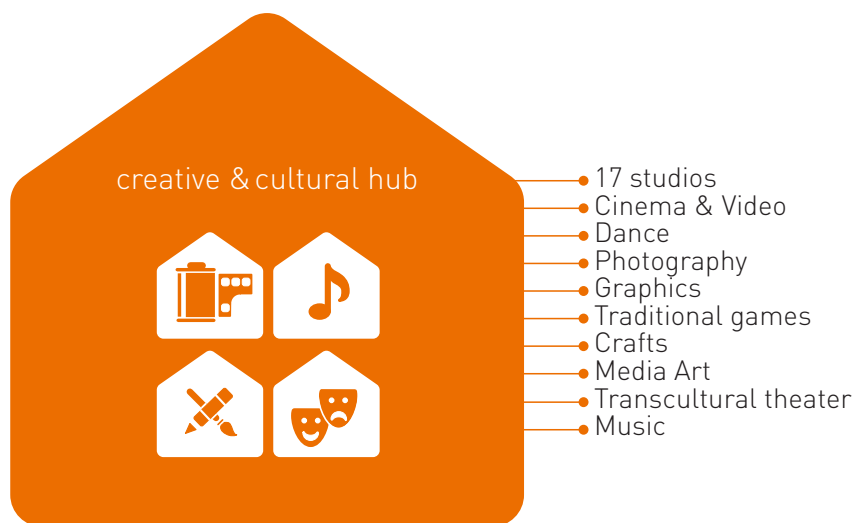 creative & cultural hub
17 studios
Cinema & Video
Dance
Photography
Graphics
Traditional games
Crafts
Media Art
Transcultural theater
Music